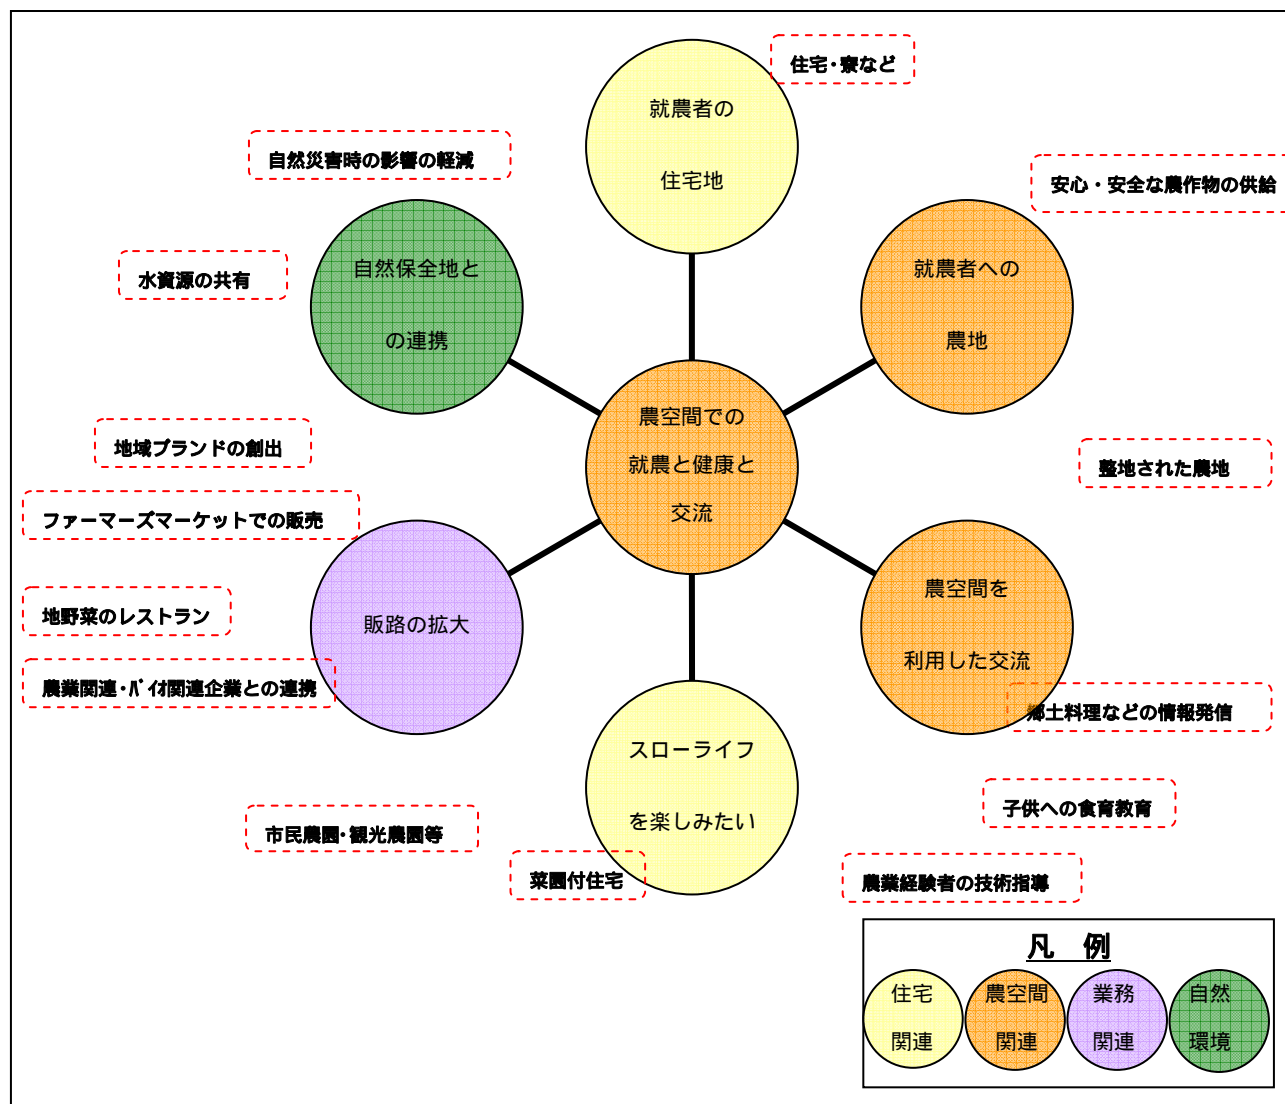 住宅・寮など
就農者の
住宅地
自然災害時の影響の軽減
安心・安全な農作物の供給
自然保全地と
の連携
水資源の共有
就農者への
農地
農空間での
就農と健康と
交流
地域ブランドの創出
整地された農地
ファーマーズマーケットでの販売
販路の拡大
地野菜のレストラン
農業関連・ﾊﾞｲｵ関連企業との連携
農空間を
利用した交流
郷土料理などの情報発信
スローライフ
を楽しみたい
子供への食育教育
市民農園・観光農園等
菜園付住宅
農業経験者の技術指導
凡　例
住宅
関連
農空間
関連
業務
関連
自然
環境